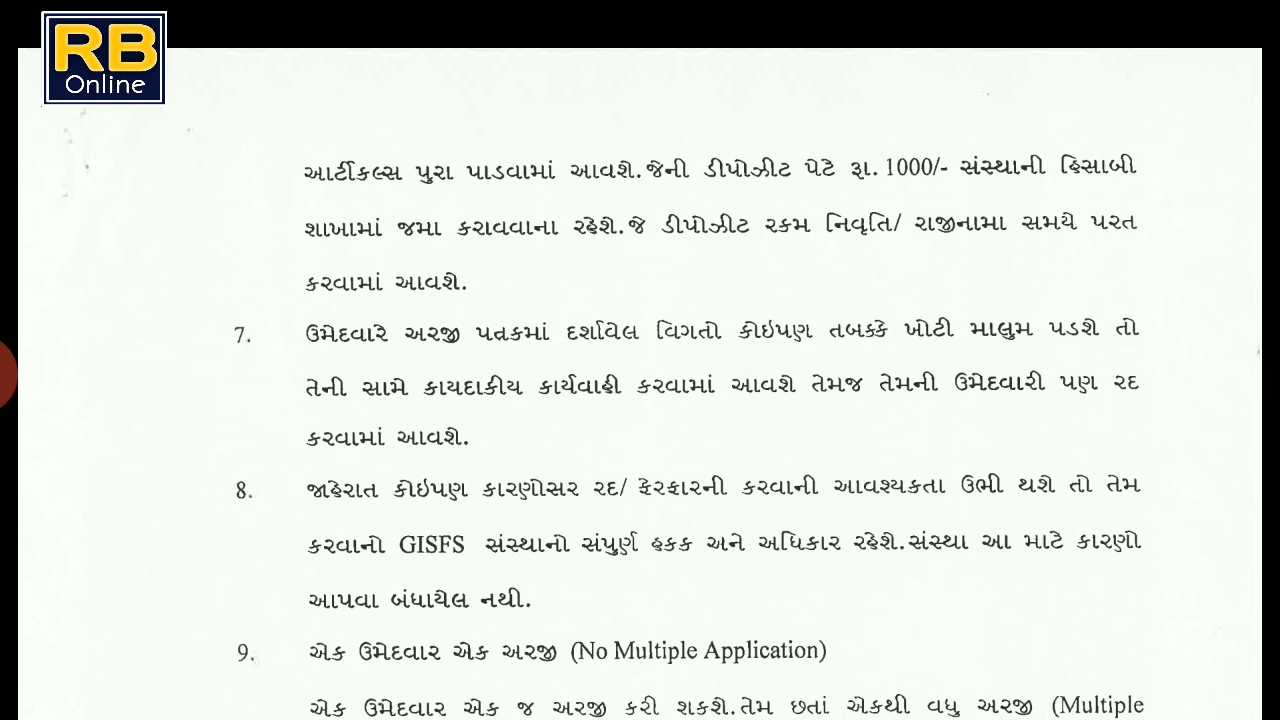 RB
Online
આર્ટીકલ્સ પુરા પાડવામાં આવશે.જેની ડીપોઝીટ પેટે રૂા. 1000/- સંસ્થાની હિસાબી
શાખામાં જમા કરાવવાના રહેશે.જે ડીપોઝીટ રકમ નિવૃતિ/ રાજીનામા સમયે પરત
કરવામાં આવશે.
7. ઉમેદવારે અરજી પત્રકમાં દર્શાવેલ વિગતો કોઇપણ તબક્કે ખોટી માલુમ પડશે તો
તેની સામે કાયદાકીય કાર્યવાહી કરવામાં આવશે તેમજ તેમની ઉમેદવારી પણ રદ
કરવામાં આવશે.
8. જાહેરાત કોઇપણ કારણોસર રદ/ ફેરફારની કરવાની આવશ્યકતા ઉભી થશે તો તેમ
કરવાનો GISFS સંસ્થાનો સંપુર્ણ હકક અને અધિકાર રહેશે.સંસ્થા આ માટે કારણો
આપવા બંધાયેલ નથી.
9. એક ઉમેદવાર એક અરજી (No Multiple Application)
એક ઉમેદવાર એક જ અરજી કરી શકશે.તેમ છતાં એકથી વધુ અરજી (Multiple